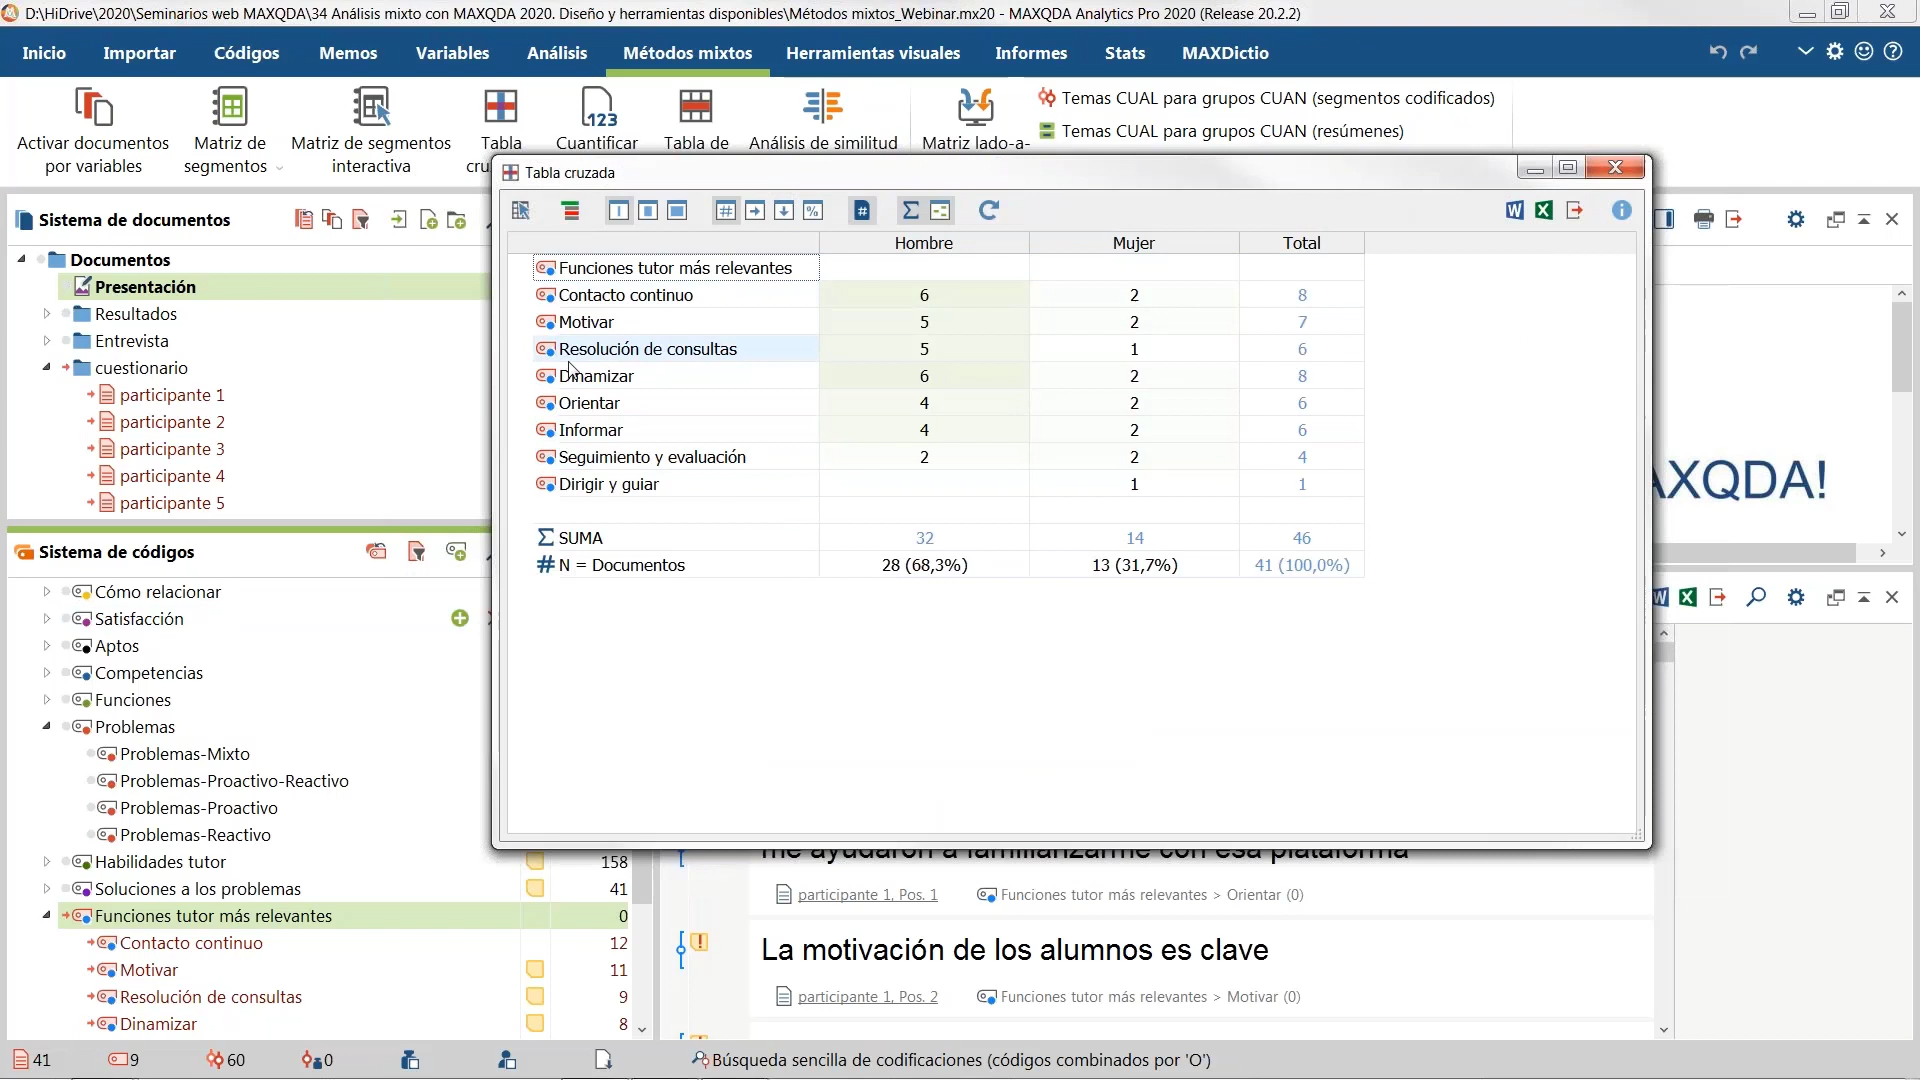 D:\HiDrive\2020\Seminarios web MAXQDA\34 Análisis mixto con MAXQDA 2020. Diseño y herramientas disponibles\Métodos mixtos_Webinar.mx20 - MAXQDA Analytics Pro 2020 (Release 20.2.2)
Inicio Importar Códigos Memos Variables Análisis Métodos mixtos Herramientas visuales Informes Stats MAXDictio
Activar documentos por variables
Matriz de segmentos
Matriz de segmentos interactiva
Tabla
Cuantificar
Tabla de
Análisis de similitud
Matriz lado-a-
Temas CUAL para grupos CUAN (segmentos codificados)
Temas CUAL para grupos CUAN (resúmenes)
Sistema de documentos
Documentos
Presentación
Resultados
Entrevista
cuestionario
participante 1
participante 2
participante 3
participante 4
participante 5
Sistema de códigos
Cómo relacionar
Satisfacción
Aptos
Competencias
Funciones
Problemas
Problemas-Mixto
Problemas-Proactivo-Reactivo
Problemas-Proactivo
Problemas-Reactivo
Habilidades tutor 158
Soluciones a los problemas 41
Funciones tutor más relevantes 0
Contacto continuo 12
Motivar 11
Resolución de consultas 9
Dinamizar 8
Tabla cruzada
Hombre Mujer Total
Funciones tutor más relevantes
Contacto continuo 6 2 8
Motivar 5 2 7
Resolución de consultas 5 1 6
Dinamizar 6 2 8
Orientar 4 2 6
Informar 4 2 6
Seguimiento y evaluación 2 2 4
Dirigir y guiar 1 1
SUMA 32 14 46
N = Documentos 28 (68,3%) 13 (31,7%) 41 (100,0%)
AXQDA!
me ayudaron a familiarizarme con esa plataforma
participante 1, Pos. 1 Funciones tutor más relevantes > Orientar (0)
La motivación de los alumnos es clave
participante 1, Pos. 2 Funciones tutor más relevantes > Motivar (0)
41 9 60 0 Búsqueda sencilla de codificaciones (códigos combinados por 'O')